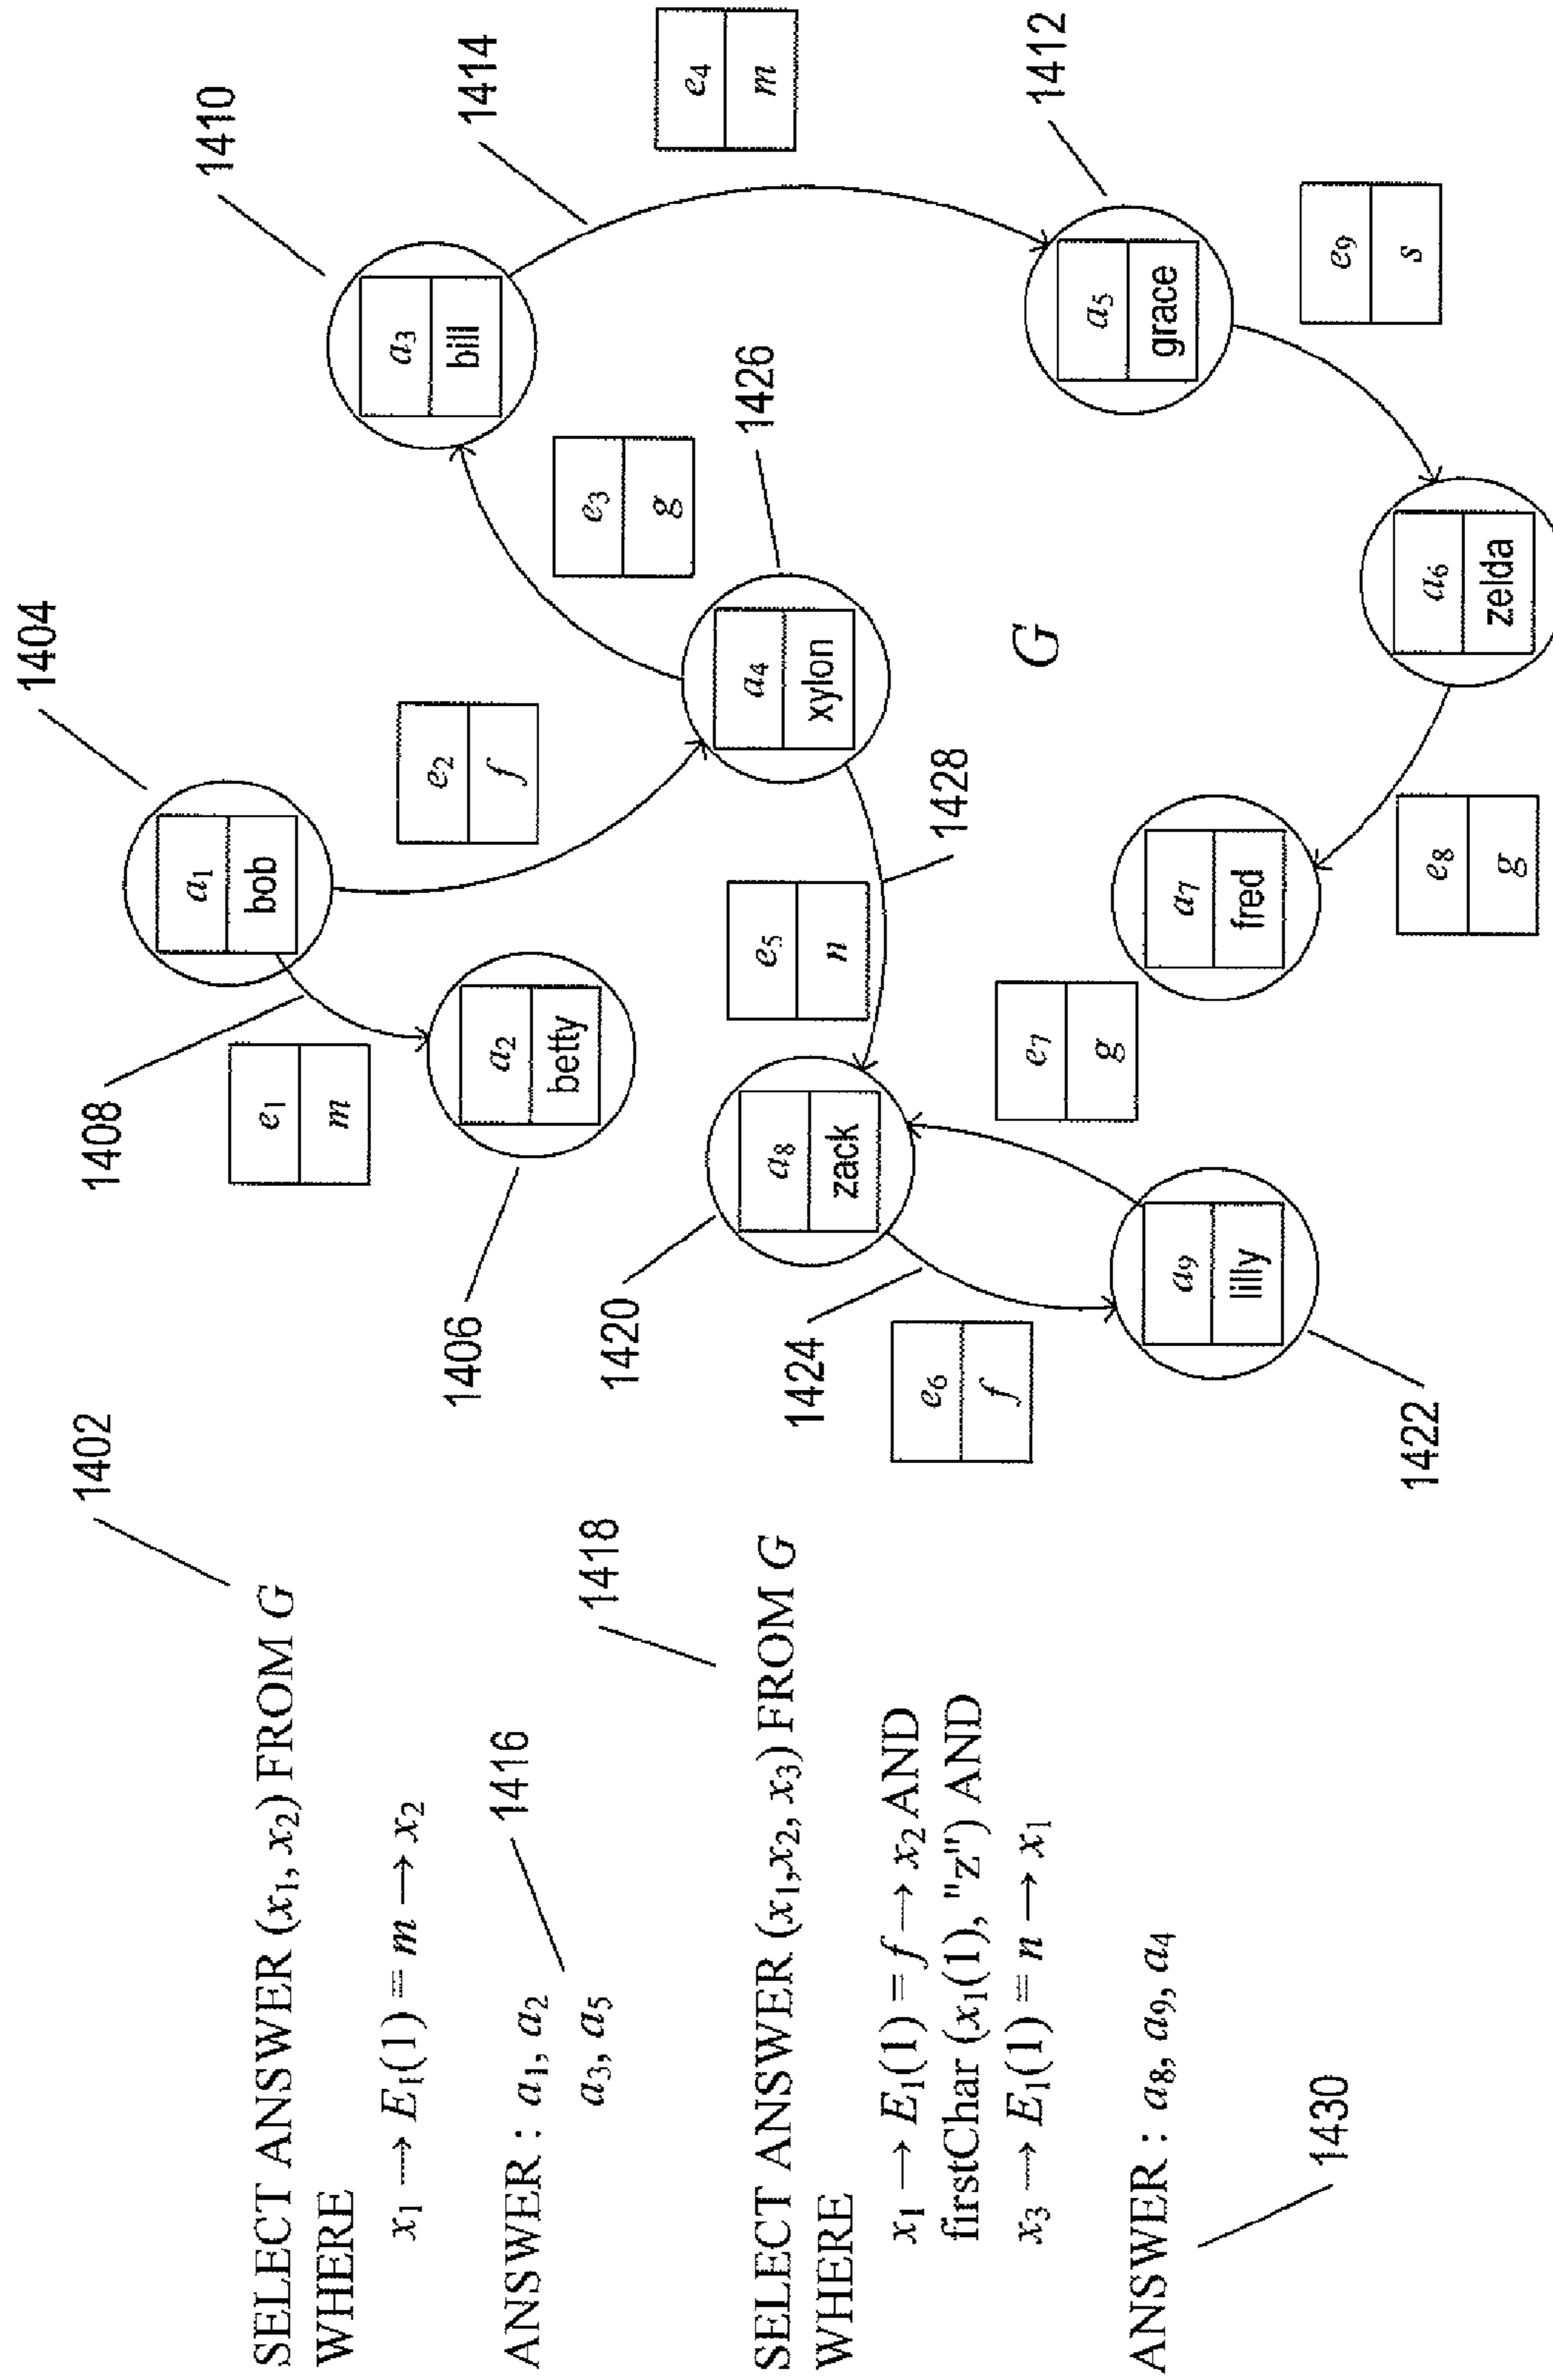 1402
SELECT ANSWER (x₁, x₂) FROM G
WHERE
x₁ → E₁(1) = m → x₂
ANSWER : a₁, a₂
a₃, a₅
1416
1418
SELECT ANSWER (x₁,x₂, x₃) FROM G
WHERE
x₁ → E₁(1) = f → x₂ AND
firstChar (x₁(1), "z") AND
x₃ → E₁(1) = n → x₁
ANSWER : a₈, a₉, a₄
1430
1404
a₁
bob
1408
e₁
m
1406
a₂
betty
e₂
f
1410
a₃
bill
1414
e₃
g
e₄
m
1426
a₄
xylon
1412
a₅
grace
1420
a₈
zack
e₅
n
1428
1424
e₆
f
e₇
g
1422
a₉
lilly
G
e₉
s
a₆
zelda
a₇
fred
e₈
g